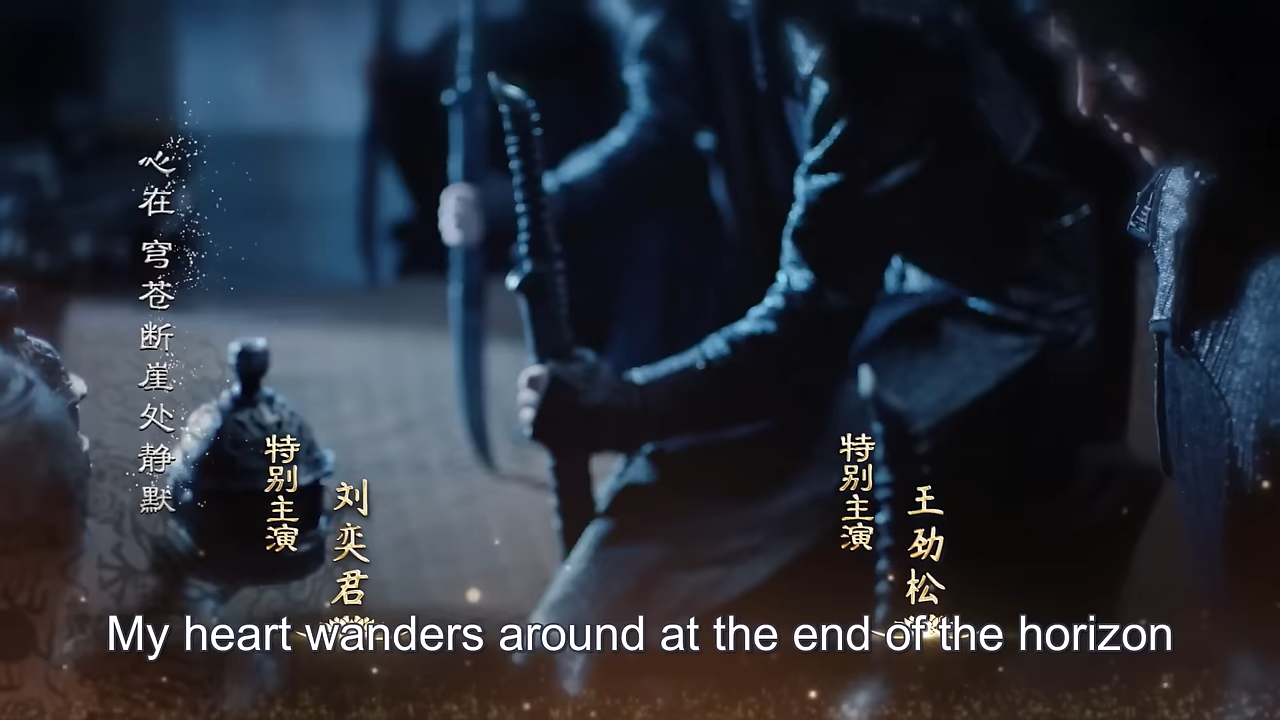 心在 穹苍断崖处静默
特别主演
刘奕君
特别主演
王劲松
My heart wanders around at the end of the horizon